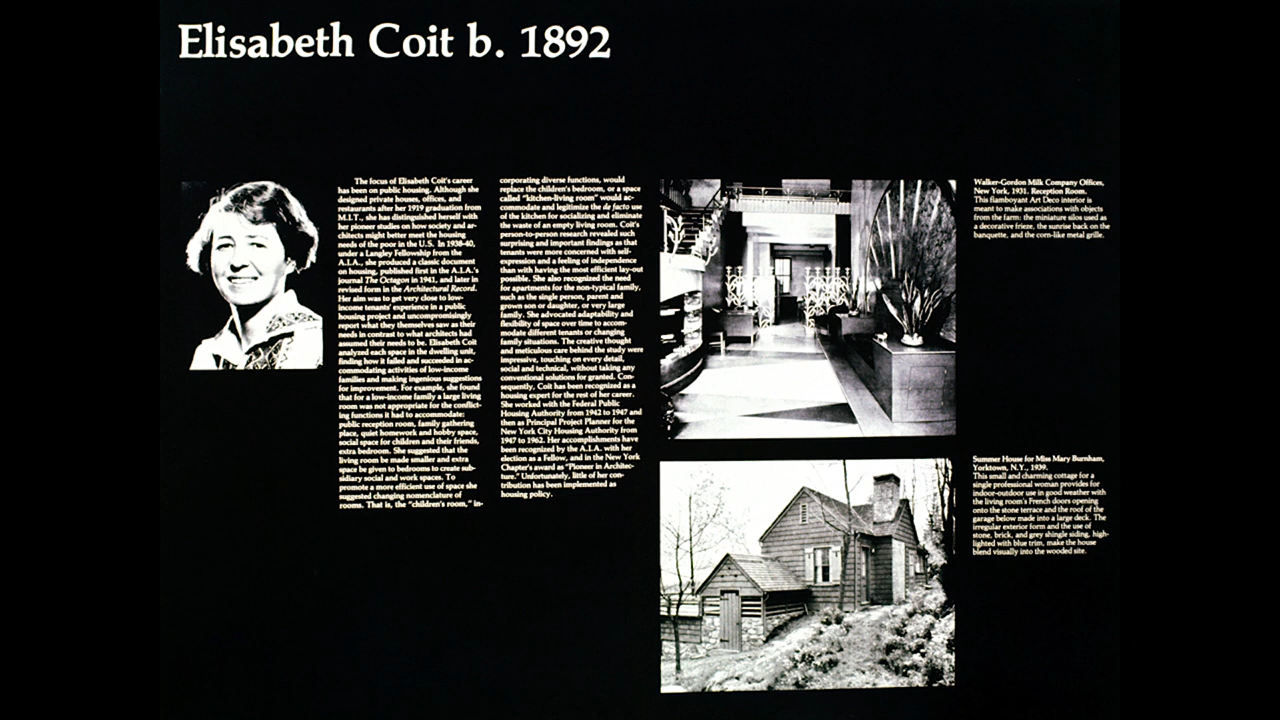 Elisabeth Coit b. 1892
The focus of Elisabeth Coit's career
has been on public housing. Although she
designed private houses, offices, and
restaurants after her 1919 graduation from
M.I.T., she has distinguished herself with
her pioneer studies on how society and ar-
chitects might better meet the housing
needs of the poor in the U.S. In 1938-40,
under a Langley Fellowship from the
A.I.A., she produced a classic document
on housing, published first in the A.I.A.'s
journal The Octagon in 1941, and later in
revised form in the Architectural Record.
Her aim was to get very close to low-
income tenants' experience in a public
housing project and uncompromisingly
report what they themselves saw as their
needs in contrast to what architects had
assumed their needs to be. Elisabeth Coit
analyzed each space in the dwelling unit,
finding how it failed and succeeded in ac-
commodating activities of low-income
families and making ingenious suggestions
for improvement. For example, she found
that for a low-income family a large living
room was not appropriate for the conflict-
ing functions it had to accommodate:
public reception room, family gathering
place, quiet homework and hobby space,
social space for children and their friends,
extra bedroom. She suggested that the
living room be made smaller and extra
space be given to bedrooms to create sub-
sidiary social and work spaces. To
promote a more efficient use of space she
suggested changing nomenclature of
rooms. That is, the "children's room," in-
corporating diverse functions, would
replace the children's bedroom, or a space
called "kitchen-living room" would ac-
commodate and legitimize the de facto use
of the kitchen for socializing and eliminate
the waste of an empty living room. Coit's
person-to-person research revealed such
surprising and important findings as that
tenants were more concerned with self-
expression and a feeling of independence
than with having the most efficient lay-out
possible. She also recognized the need
for apartments for the non-typical family,
such as the single person, parent and
grown son or daughter, or very large
family. She advocated adaptability and
flexibility of space over time to accom-
modate different tenants or changing
family situations. The creative thought
and meticulous care behind the study were
impressive, touching on every detail,
social and technical, without taking any
conventional solutions for granted. Con-
sequently, Coit has been recognized as a
housing expert for the rest of her career.
She worked with the Federal Public
Housing Authority from 1942 to 1947 and
then as Principal Project Planner for the
New York City Housing Authority from
1947 to 1962. Her accomplishments have
been recognized by the A.I.A. with her
election as a Fellow, and in the New York
Chapter's award as "Pioneer in Architec-
ture." Unfortunately, little of her con-
tribution has been implemented as
housing policy.
Walker-Gordon Milk Company Offices,
New York, 1931. Reception Room.
This flamboyant Art Deco interior is
meant to make associations with objects
from the farm: the miniature silos used as
a decorative frieze, the sunrise back on the
banquette, and the corn-like metal grille.
Summer House for Miss Mary Burnham,
Yorktown, N.Y., 1939.
This small and charming cottage for a
single professional woman provides for
indoor-outdoor use in good weather with
the living room's French doors opening
onto the stone terrace and the roof of the
garage below made into a large deck. The
irregular exterior form and the use of
stone, brick, and grey shingle siding, high-
lighted with blue trim, make the house
blend visually into the wooded site.